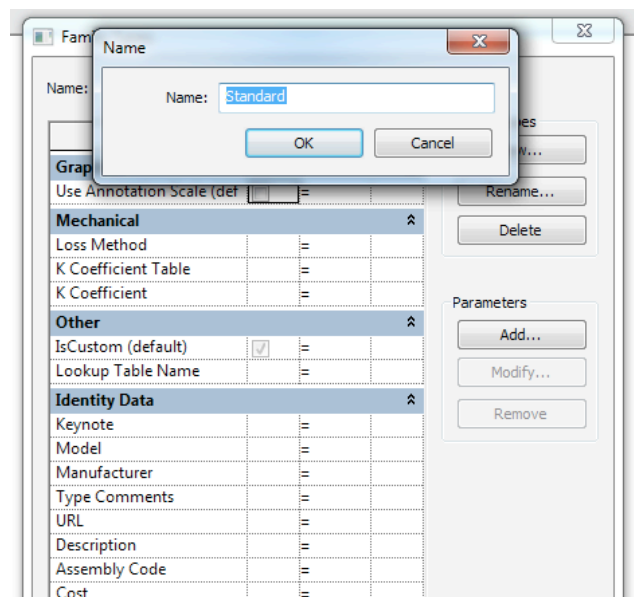 Fam
Name
Name:
Name:
Standard
OK
Cancel
Grap
Use Annotation Scale (def
=
Rename...
Mechanical
Delete
Loss Method
=
K Coefficient Table
=
K Coefficient
=
Parameters
Other
Add...
IsCustom (default)
=
Lookup Table Name
=
Modify...
Identity Data
Remove
Keynote
=
Model
=
Manufacturer
=
Type Comments
=
URL
=
Description
=
Assembly Code
=
Cost
=